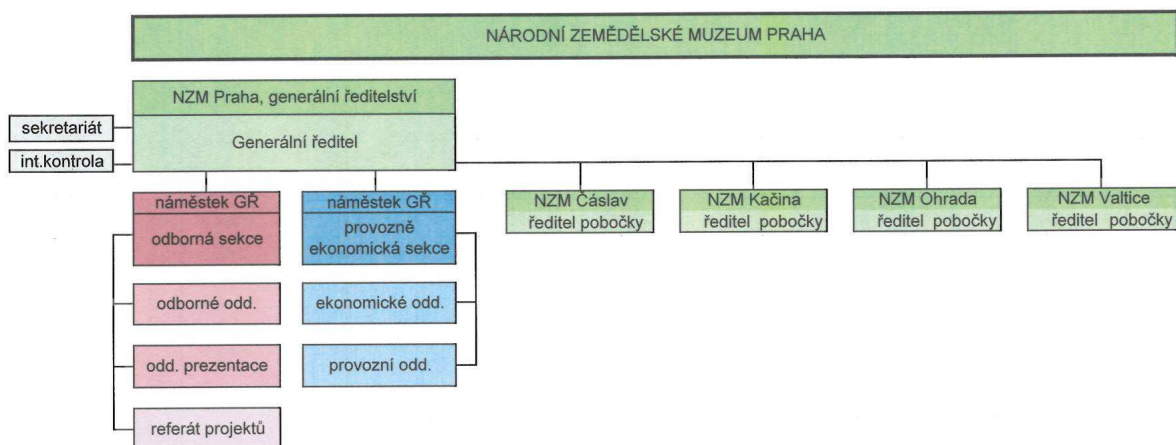 NÁRODNÍ ZEMĚDĚLSKÉ MUZEUM PRAHA
NZM Praha, generální ředitelství
Generální ředitel
sekretariát
int.kontrola
náměstek GŘ
odborná sekce
odborné odd.
odd. prezentace
referát projektů
náměstek GŘ
provozně
ekonomická sekce
ekonomické odd.
provozní odd.
NZM Čáslav
ředitel pobočky
NZM Kačina
ředitel pobočky
NZM Ohrada
ředitel pobočky
NZM Valtice
ředitel pobočky